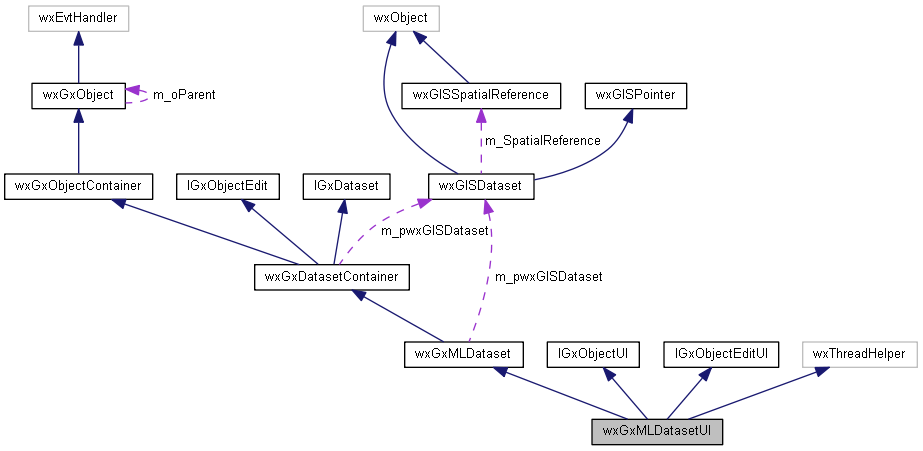 wxEvtHandler
wxObject
wxGxObject
m_oParent
wxGISSpatialReference
wxGISPointer
m_SpatialReference
wxGxObjectContainer
IGxObjectEdit
IGxDataset
wxGISDataset
m_pwxGISDataset
wxGxDatasetContainer
m_pwxGISDataset
wxGxMLDataset
IGxObjectUI
IGxObjectEditUI
wxThreadHelper
wxGxMLDatasetUI